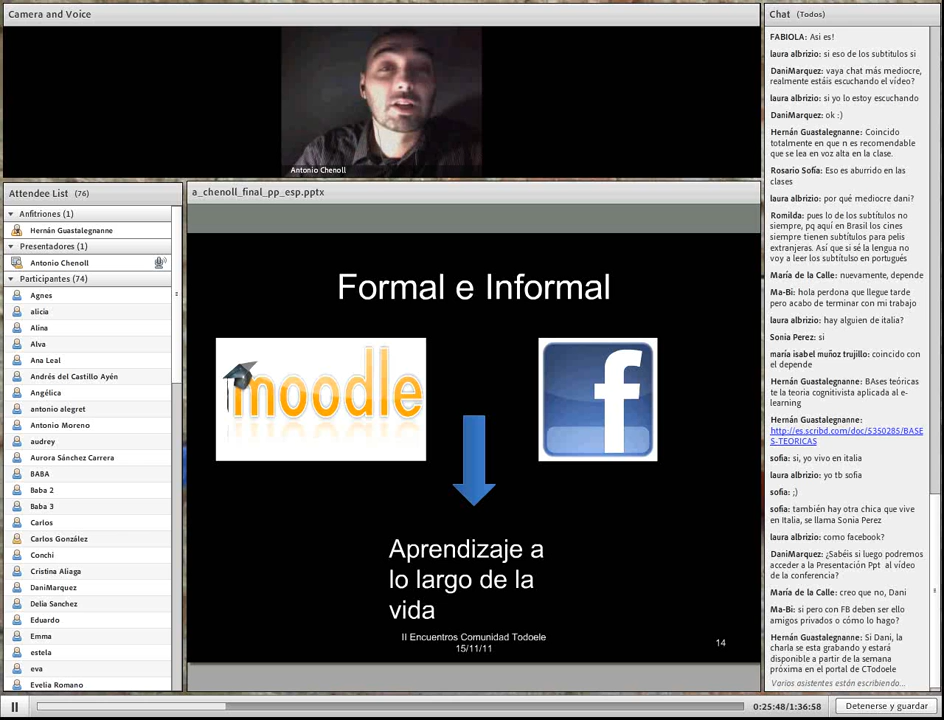 Camera and Voice
Antonio Chenoll
Attendee List (76)
Anfitriones (1)
Hernán Guastalegnanne
Presentadores (1)
Antonio Chenoll
Participantes (74)
Agnes
alicia
Alina
Alva
Ana Leal
Andrés del Castillo Ayén
Angélica
antonio alegret
Antonio Moreno
audrey
Aurora Sánchez Carrera
BABA
Baba 2
Baba 3
Carlos
Carlos González
Conchi
Cristina Aliaga
DaniMarquez
Delia Sanchez
Eduardo
Emma
estela
eva
Evelia Romano
a_chenoll_final_pp_esp.pptx
Formal e Informal
moodle
f
Aprendizaje a
lo largo de la
vida
II Encuentros Comunidad Todoele
15/11/11
14
Chat (Todos)
FABIOLA: Asi es!
laura albrizio: si eso de los subtitulos si
DaniMarquez: vaya chat más mediocre,
realmente estáis escuchando el vídeo?
laura albrizio: si yo lo estoy escuchando
DaniMarquez: ok :)
Hernán Guastalegnanne: Coincido
totalmente en que n es recomendable
que se lea en voz alta en la clase.
Rosario Sofía: Eso es aburrido en las
clases
laura albrizio: por qué mediocre dani?
Romilda: pues lo de los subtítulos no
siempre, pq aquí en Brasil los cines
siempre tienen subtítulos para pelis
extranjeras. Así que si sé la lengua no
voy a leer los subtítulso en portugués
María de la Calle: nuevamente, depende
Ma-Bi: hola perdona que llegue tarde
pero acabo de terminar con mi trabajo
laura albrizio: hay alguien de italia?
Sonia Perez: si
maría isabel muñoz trujillo: coincido con
el depende
Hernán Guastalegnanne: BAses teóricas
te la teoria cognitivista aplicada al e-
learning
Hernán Guastalegnanne:
http://es.scribd.com/doc/5350285/BASE
S-TEORICAS
sofia: si, yo vivo en italia
laura albrizio: yo tb sofia
sofia: ;)
sofia: también hay otra chica que vive
en Italia, se llama Sonia Perez
laura albrizio: como facebook?
DaniMarquez: ¿Sabéis si luego podremos
acceder a la Presentación Ppt al vídeo
de la conferencia?
María de la Calle: creo que no, Dani
Ma-Bi: si pero con FB deben ser ello
amigos privados o cómo lo hago?
Hernán Guastalegnanne: Si Dani, la
charla se esta grabando y estará
disponible a partir de la semana
próxima en el portal de CTodoele
Varios asistentes están escribiendo...
0:25:48/1:36:58
Detenerse y guardar